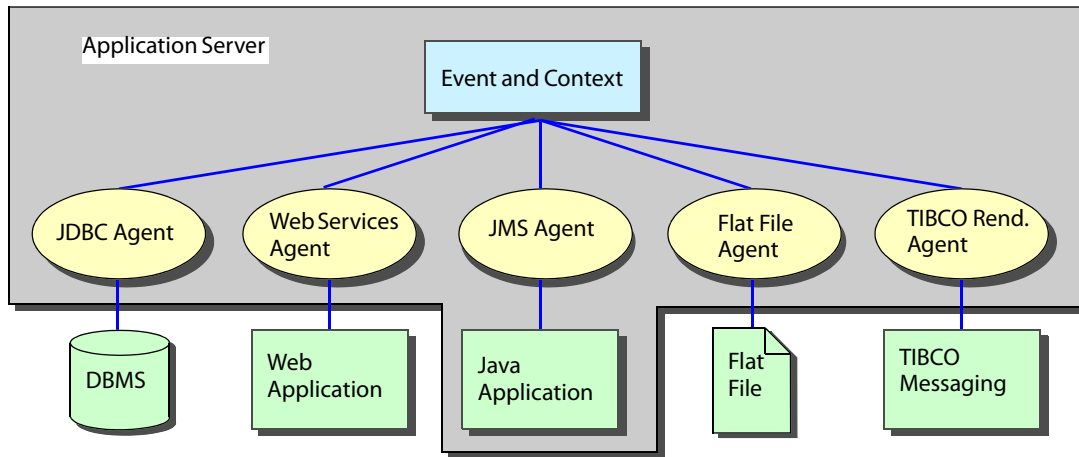 Application Server
Event and Context
JDBC Agent
Web Services
Agent
JMS Agent
Flat File
Agent
TIBCO Rend.
Agent
DBMS
Web
Application
Java
Application
Flat
File
TIBCO
Messaging